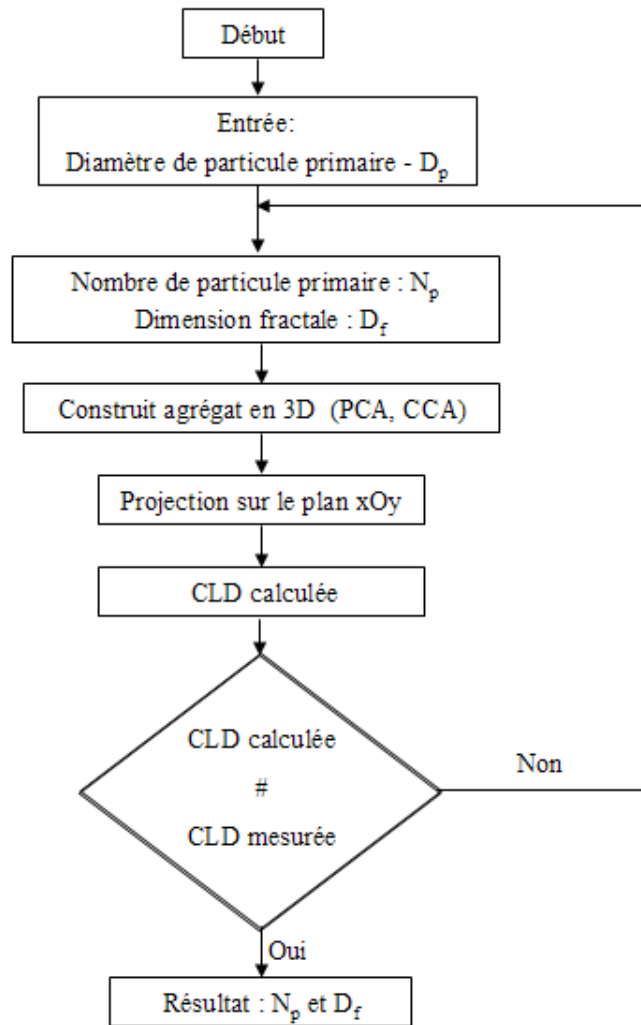 Début
Entrée:
Diamètre de particule primaire - Dp
Nombre de particule primaire : Np
Dimension fractale : Df
Construit agrégat en 3D (PCA, CCA)
Projection sur le plan xOy
CLD calculée
CLD calculée
#
CLD mesurée
Non
Oui
Résultat : Np et Df